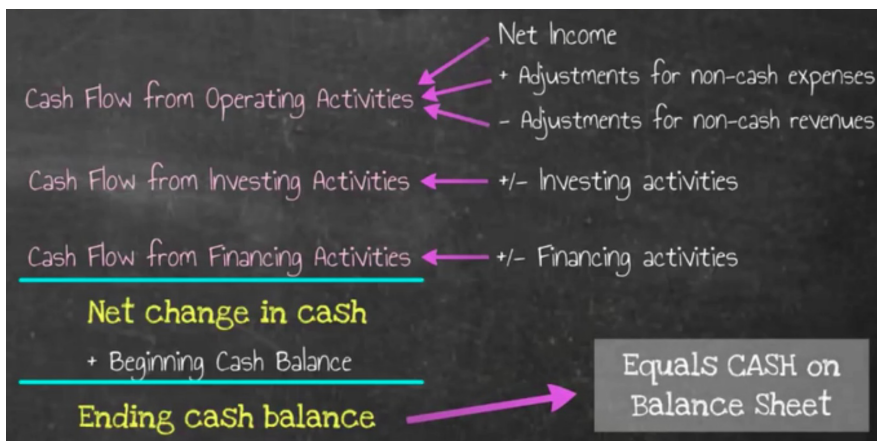 Net Income
Cash Flow from Operating Activities
+ Adjustments for non-cash expenses
- Adjustments for non-cash revenues
Cash Flow from Investing Activities
+/- Investing activities
Cash Flow from Financing Activities
+/- Financing activities
Net change in cash
+ Beginning Cash Balance
Ending cash balance
Equals CASH on
Balance Sheet